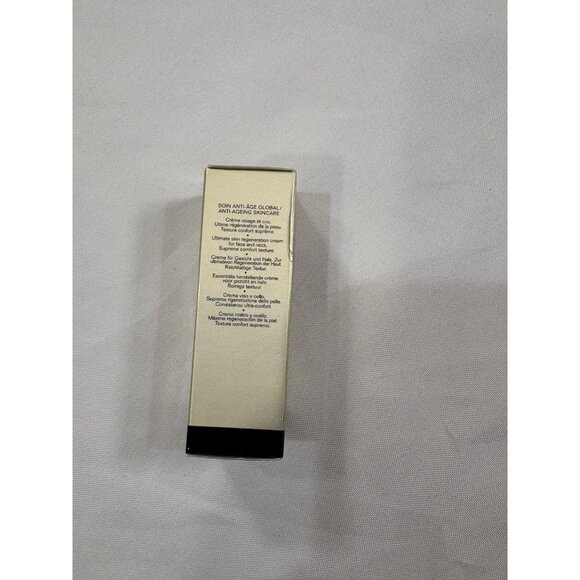 SOIN ANTI-ÂGE GLOBAL/
ANTI-AGEING SKINCARE
Crème visage et cou.
Ultime régénération de la peau.
Texture confort suprême.
•
Ultimate skin regeneration cream
for face and neck.
Supreme comfort texture.
•
Creme für Gesicht und Hals. Zur
ultimativen Regeneration der Haut.
Reichhaltige Textur.
•
Essentiële herstellende crème
voor gezicht en hals.
Romige textuur.
•
Crema viso e collo.
Suprema rigenerazione della pelle.
Consistenza ultra-confort.
•
Crema rostro y cuello.
Máxima regeneración de la piel.
Textura confort supremo.